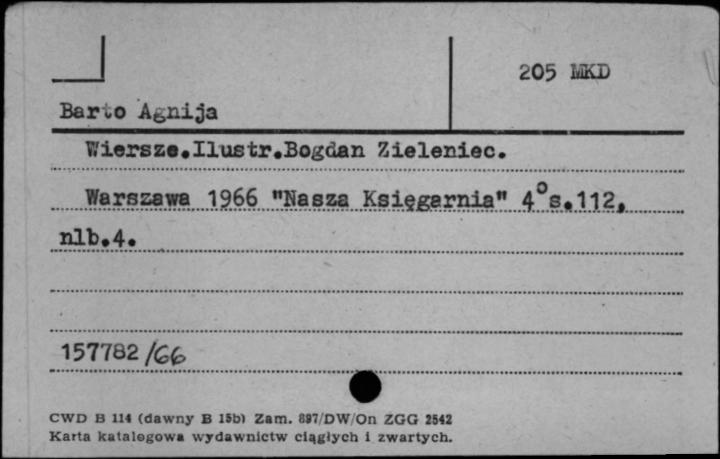 205 MKD
Barto Agnija
Wiersze.Ilustr.Bogdan Zieleniec.
Warszawa 1966 "Nasza Księgarnia" 4°s.112,
nlb.4.
157782/66
CWD B 114 (dawny B 15b) Zam. 897/DW/On ZGG 2542
Karta katalogowa wydawnictw ciągłych i zwartych.